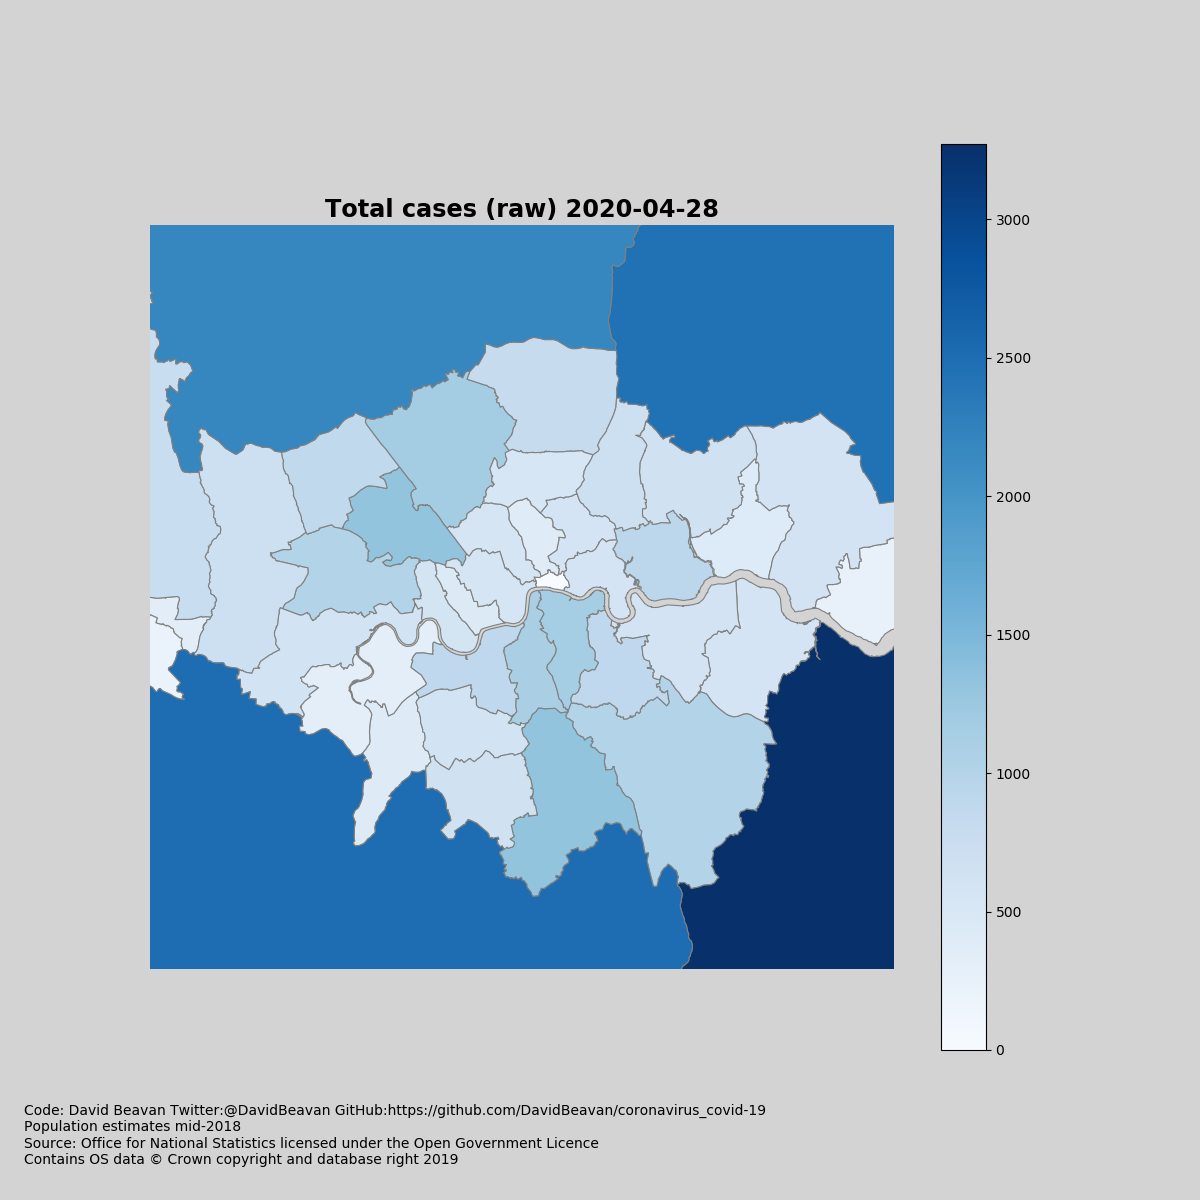 Total cases (raw) 2020-04-28
3000
2500
2000
1500
1000
500
0
Code: David Beavan Twitter:@DavidBeavan GitHub:https://github.com/DavidBeavan/coronavirus_covid-19
Population estimates mid-2018
Source: Office for National Statistics licensed under the Open Government Licence
Contains OS data © Crown copyright and database right 2019